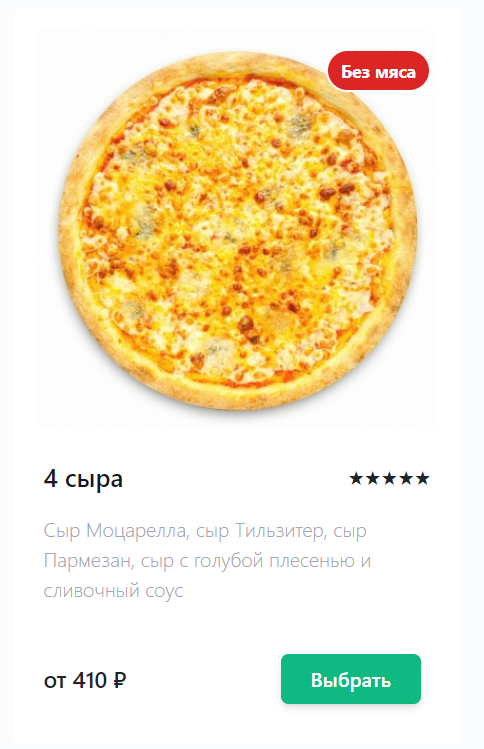 Без мяса
4 сыра ★★★★★
Сыр Моцарелла, сыр Тильзитер, сыр
Пармезан, сыр с голубой плесенью и
сливочный соус
от 410 ₽ Выбрать